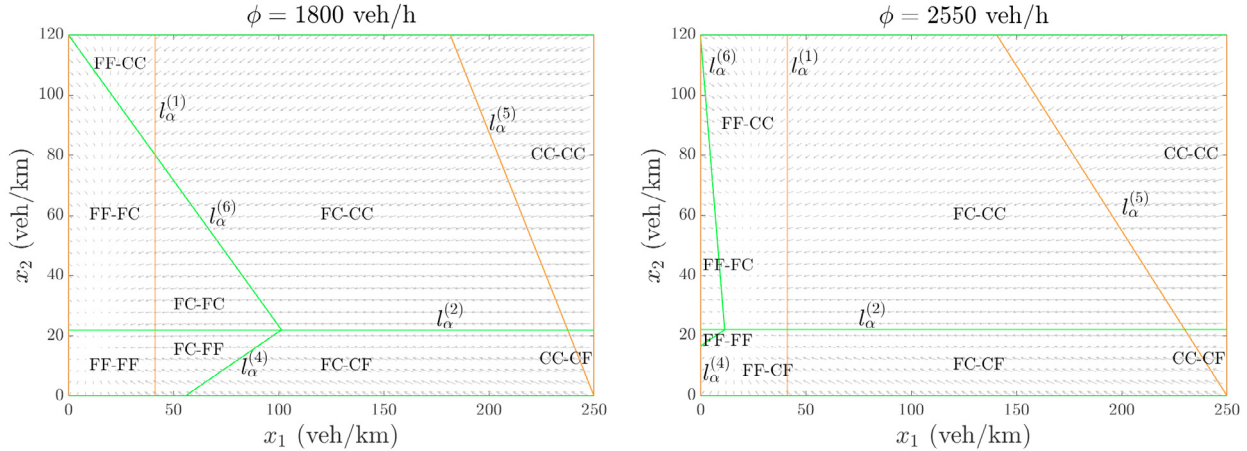 ϕ = 1800 veh/h
120
100
80
60
40
20
0
x₂ (veh/km)
FF-CC
l_α^(1)
l_α^(5)
CC-CC
FF-FC
l_α^(6)
FC-CC
FC-FC
l_α^(2)
FC-FF
FF-FF
l_α^(4)
FC-CF
CC-CF
0
50
100
150
200
250
x₁ (veh/km)
ϕ = 2550 veh/h
120
100
80
60
40
20
0
x₂ (veh/km)
l_α^(6)
l_α^(1)
FF-CC
CC-CC
l_α^(5)
FC-CC
FF-FC
l_α^(2)
FF-FF
l_α^(4)
FF-CF
FC-CF
CC-CF
0
50
100
150
200
250
x₁ (veh/km)